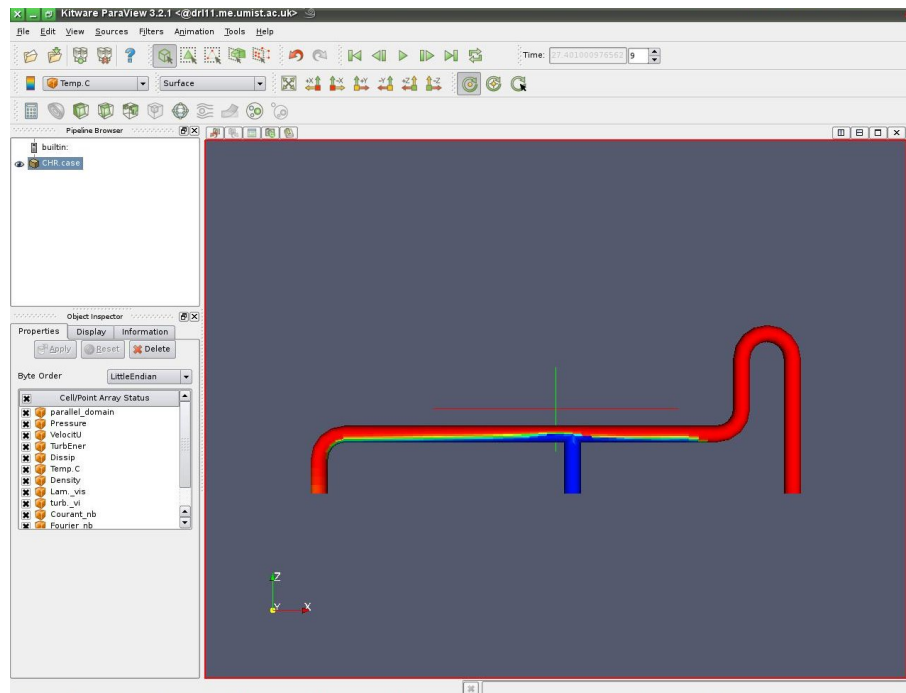 Kitware ParaView 3.2.1 <@drl11.me.umist.ac.uk>
File Edit View Sources Filters Animation Tools Help
Time: 27.401000976562 9
Temp.C Surface
+X -X +Y -Y +Z -Z
Pipeline Browser
builtin:
CHR.case
Object Inspector
Properties Display Information
Apply Reset Delete
Byte Order LittleEndian
Cell/Point Array Status
parallel_domain
Pressure
VelocitU
TurbEner
Dissip
Temp.C
Density
Lam._vis
turb._vi
Courant_nb
Fourier_nb
Z
Y X